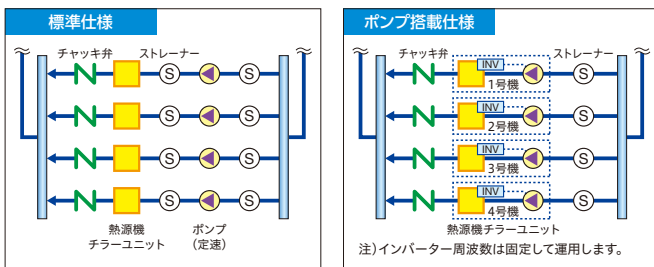 標準仕様
チャッキ弁
ストレーナー
S
S
S
S
S
S
S
S
熱源機
チラーユニット
ポンプ
(定速)
ポンプ搭載仕様
チャッキ弁
ストレーナー
INV
S
1号機
INV
S
2号機
INV
S
3号機
INV
S
4号機
熱源機チラーユニット
注)インバーター周波数は固定して運用します。